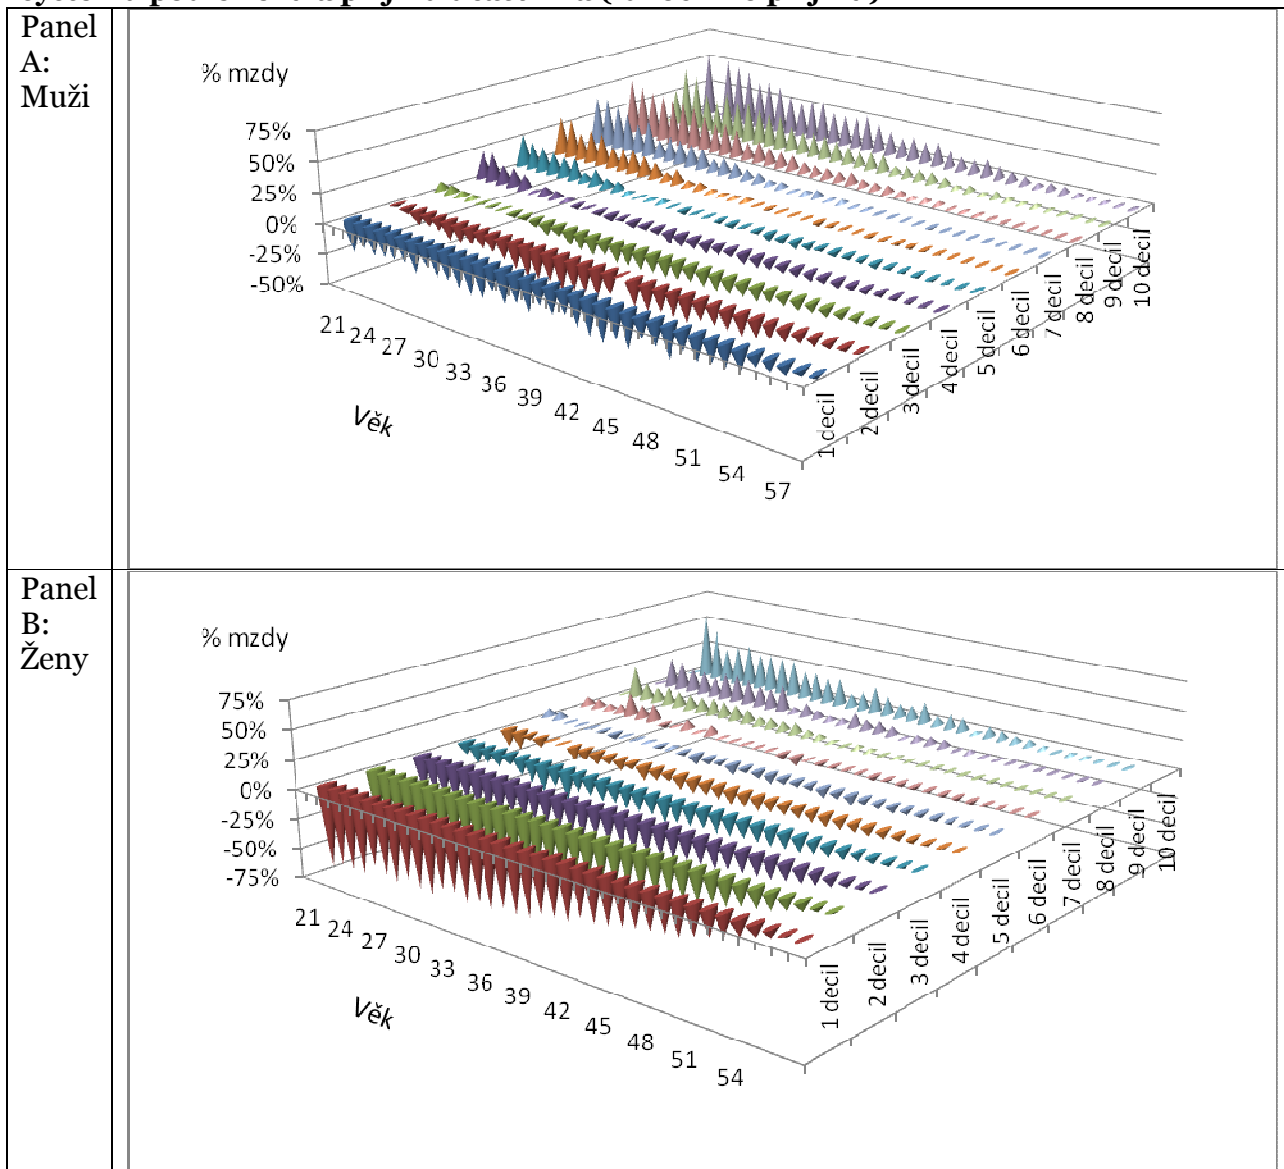 Panel
A:
Muži
% mzdy
75%
50%
25%
0%
-25%
-50%
21
24
27
30
33
36
39
42
45
48
51
54
57
Věk
1 decil
2 decil
3 decil
4 decil
5 decil
6 decil
7 decil
8 decil
9 decil
10 decil
Panel
B:
Ženy
% mzdy
75%
50%
25%
0%
-25%
-50%
-75%
21
24
27
30
33
36
39
42
45
48
51
54
Věk
1 decil
2 decil
3 decil
4 decil
5 decil
6 decil
7 decil
8 decil
9 decil
10 decil